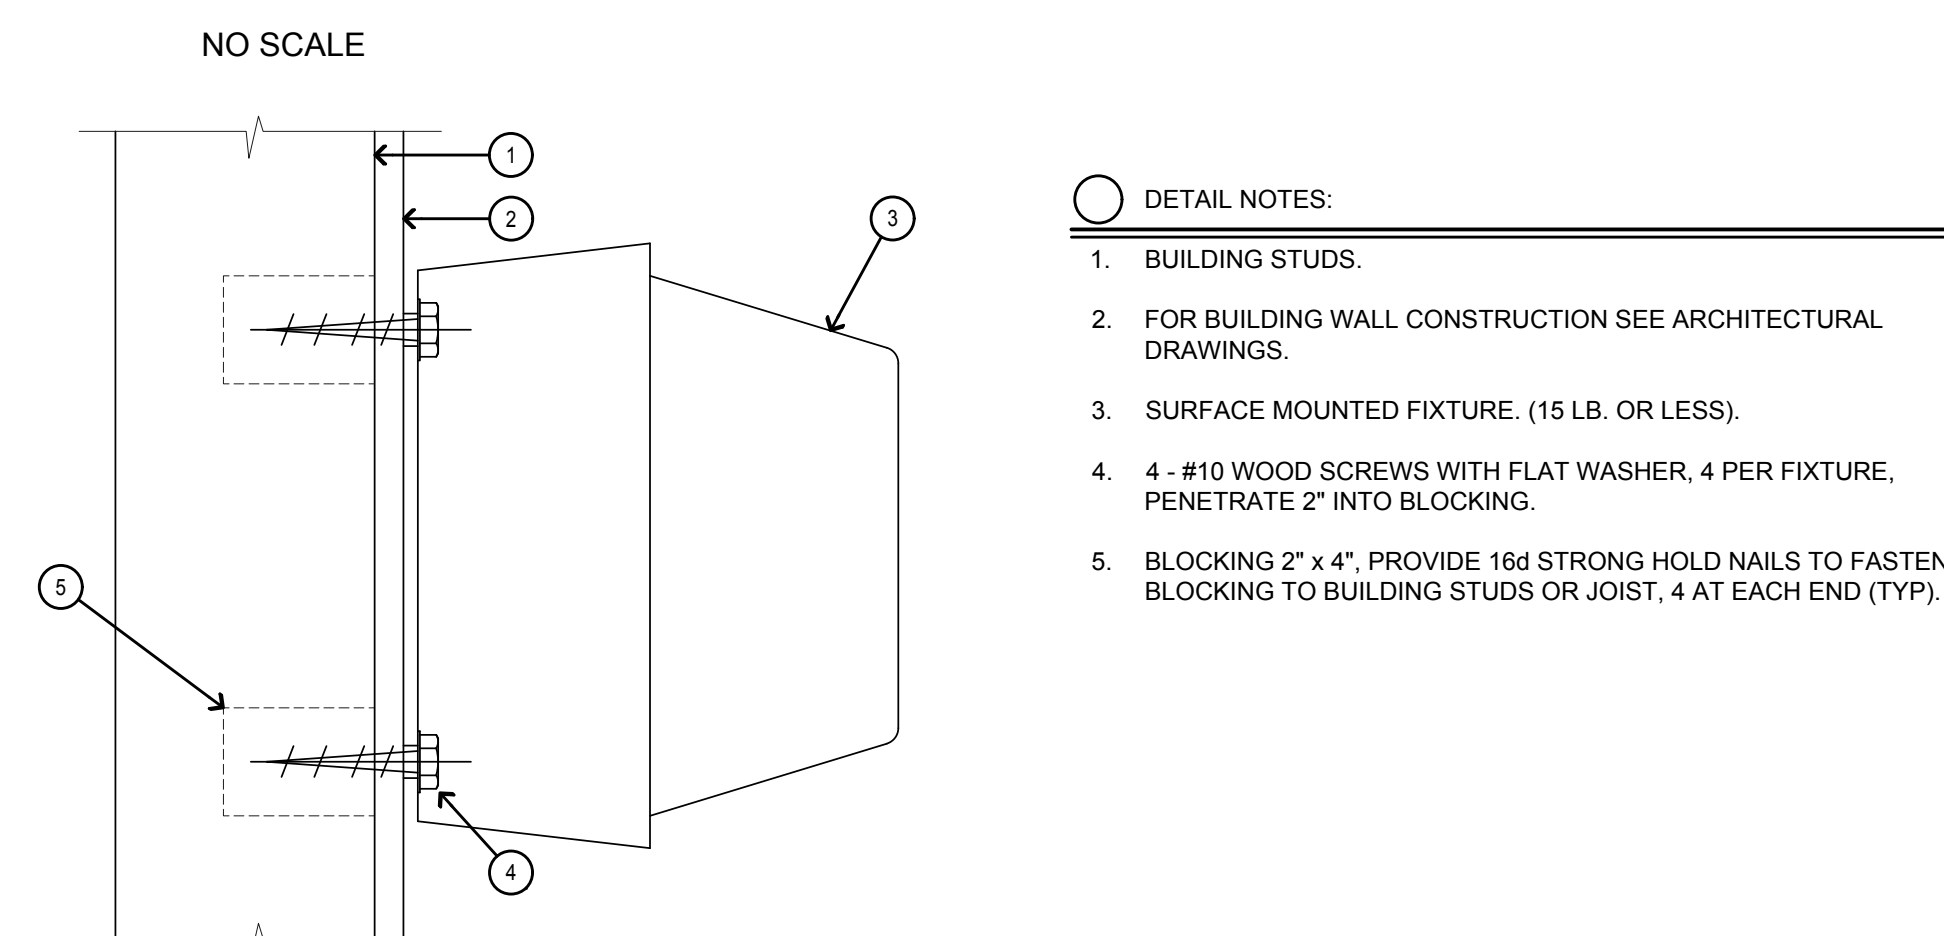 NO SCALE
1
2
3
5
4
DETAIL NOTES:
1. BUILDING STUDS.
2. FOR BUILDING WALL CONSTRUCTION SEE ARCHITECTURAL
DRAWINGS.
3. SURFACE MOUNTED FIXTURE. (15 LB. OR LESS).
4. 4 - #10 WOOD SCREWS WITH FLAT WASHER, 4 PER FIXTURE,
PENETRATE 2" INTO BLOCKING.
5. BLOCKING 2" x 4", PROVIDE 16d STRONG HOLD NAILS TO FASTEN
BLOCKING TO BUILDING STUDS OR JOIST, 4 AT EACH END (TYP).